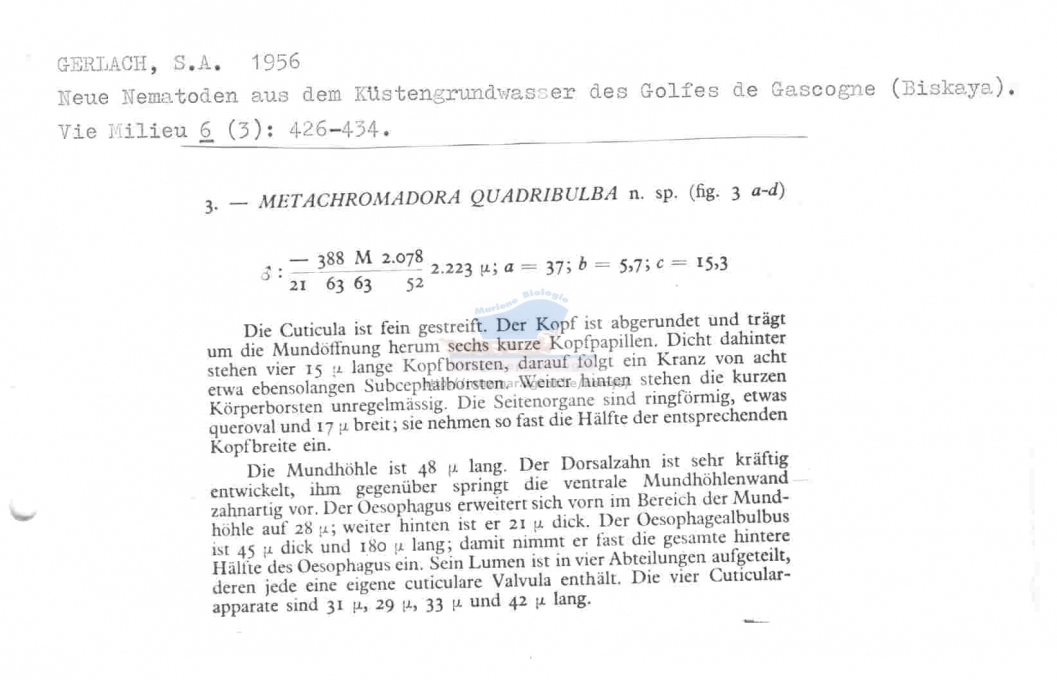 GERLACH, S.A. 1956
Neue Nematoden aus dem Küstengrundwasser des Golfes de Gascogne (Biskaya).
Vie Milieu 6 (3): 426-434.
3. — METACHROMADORA QUADRIBULBA n. sp. (fig. 3 a-d)
— 388 M 2.078
♂ : 2.223 µ; a = 37; b = 5,7; c = 15,3
21 63 63 52
Marine Biologie
Die Cuticula ist fein gestreift. Der Kopf ist abgerundet und trägt
um die Mundöffnung herum sechs kurze Kopfpapillen. Dicht dahinter
stehen vier 15 µ lange Kopfborsten, darauf folgt ein Kranz von acht
etwa ebensolangen Subcephalborsten. Weiter hinten stehen die kurzen
Körperborsten unregelmässig. Die Seitenorgane sind ringförmig, etwas
queroval und 17 µ breit; sie nehmen so fast die Hälfte der entsprechenden
Kopfbreite ein.
Die Mundhöhle ist 48 µ lang. Der Dorsalzahn ist sehr kräftig
entwickelt, ihm gegenüber springt die ventrale Mundhöhlenwand
zahnartig vor. Der Oesophagus erweitert sich vorn im Bereich der Mund-
höhle auf 28 µ; weiter hinten ist er 21 µ dick. Der Oesophagealbulbus
ist 45 µ dick und 180 µ lang; damit nimmt er fast die gesamte hintere
Hälfte des Oesophagus ein. Sein Lumen ist in vier Abteilungen aufgeteilt,
deren jede eine eigene cuticulare Valvula enthält. Die vier Cuticular-
apparate sind 31 µ, 29 µ, 33 µ und 42 µ lang.